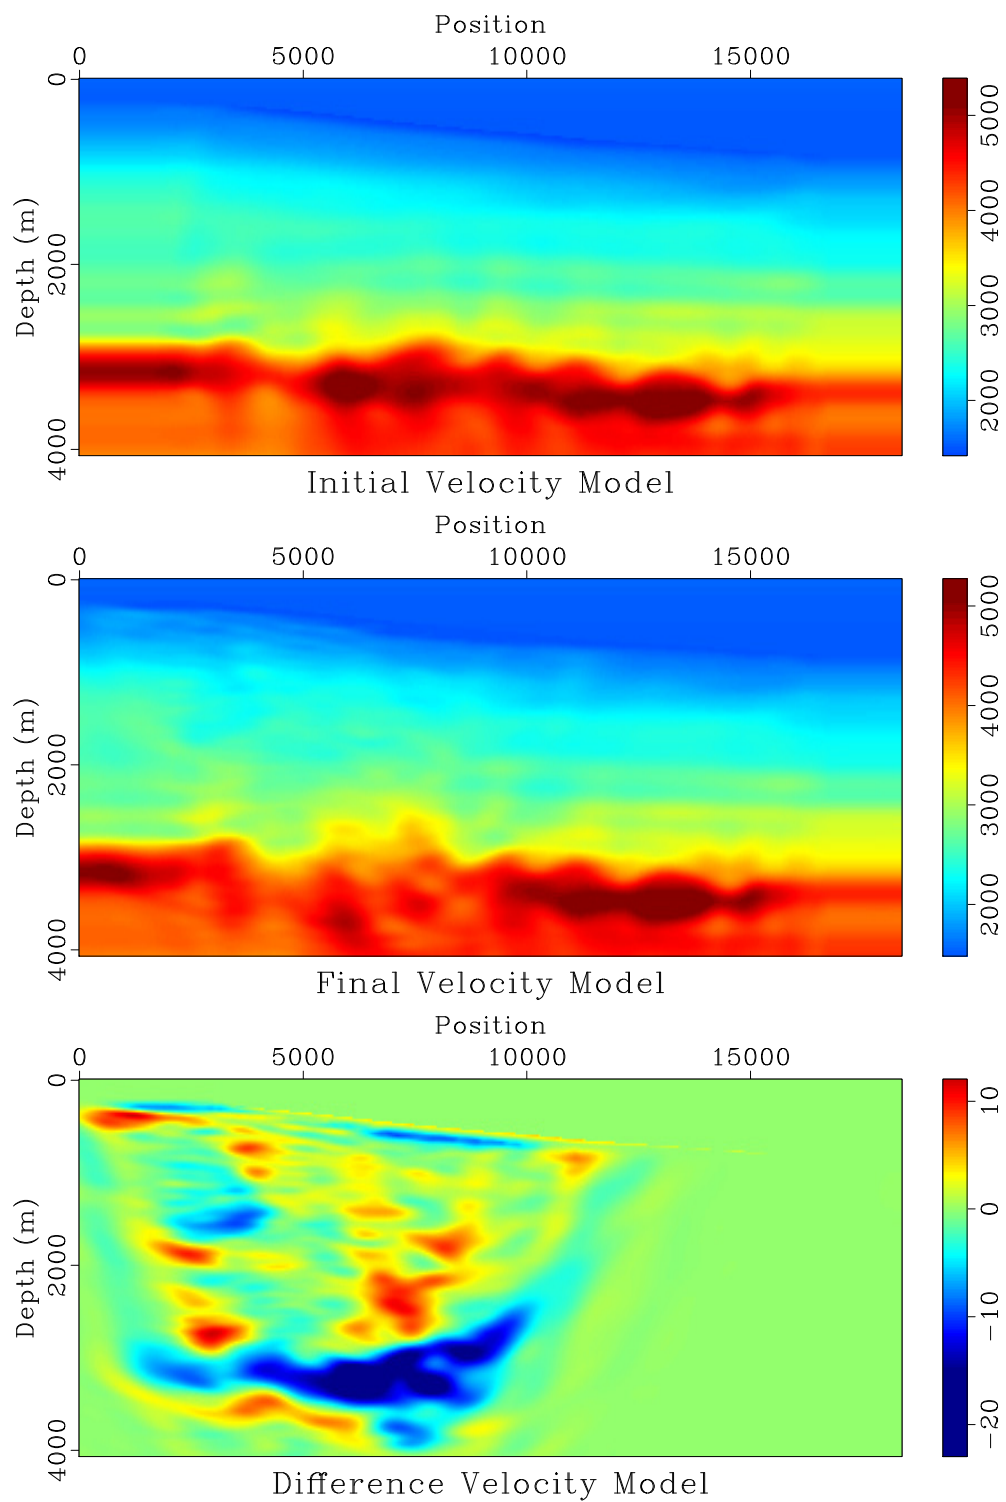 Position
0 5000 10000 15000
0
2000
4000
Depth (m)
2000 3000 4000 5000
Initial Velocity Model
Position
0 5000 10000 15000
0
2000
4000
Depth (m)
2000 3000 4000 5000
Final Velocity Model
Position
0 5000 10000 15000
0
2000
4000
Depth (m)
10 0 −10 −20
Difference Velocity Model